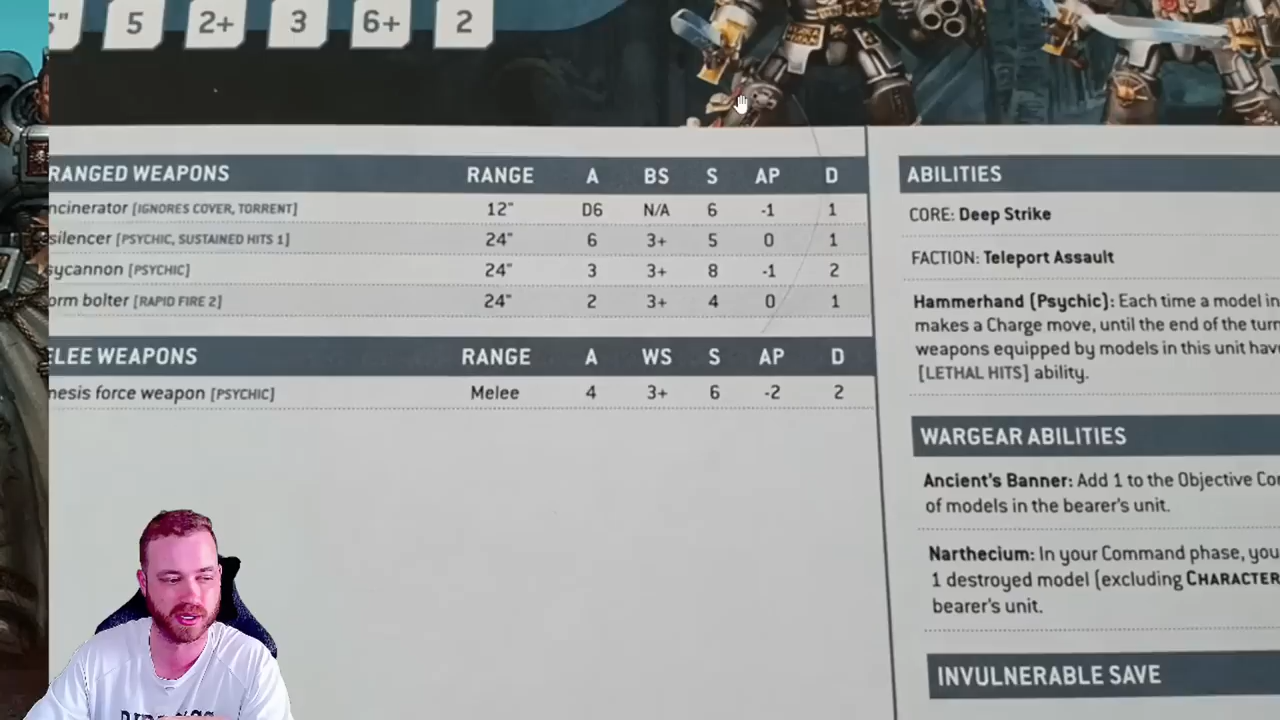 5" 5 2+ 3 6+ 2
RANGED WEAPONS RANGE A BS S AP D
ncinerator [IGNORES COVER, TORRENT] 12" D6 N/A 6 -1 1
silencer [PSYCHIC, SUSTAINED HITS 1] 24" 6 3+ 5 0 1
sycannon [PSYCHIC] 24" 3 3+ 8 -1 2
orm bolter [RAPID FIRE 2] 24" 2 3+ 4 0 1
ELEE WEAPONS RANGE A WS S AP D
nesis force weapon [PSYCHIC] Melee 4 3+ 6 -2 2
ABILITIES
CORE: Deep Strike
FACTION: Teleport Assault
Hammerhand (Psychic): Each time a model in
makes a Charge move, until the end of the turn
weapons equipped by models in this unit have
[LETHAL HITS] ability.
WARGEAR ABILITIES
Ancient's Banner: Add 1 to the Objective Co
of models in the bearer's unit.
Narthecium: In your Command phase, you
1 destroyed model (excluding CHARACTER
bearer's unit.
INVULNERABLE SAVE